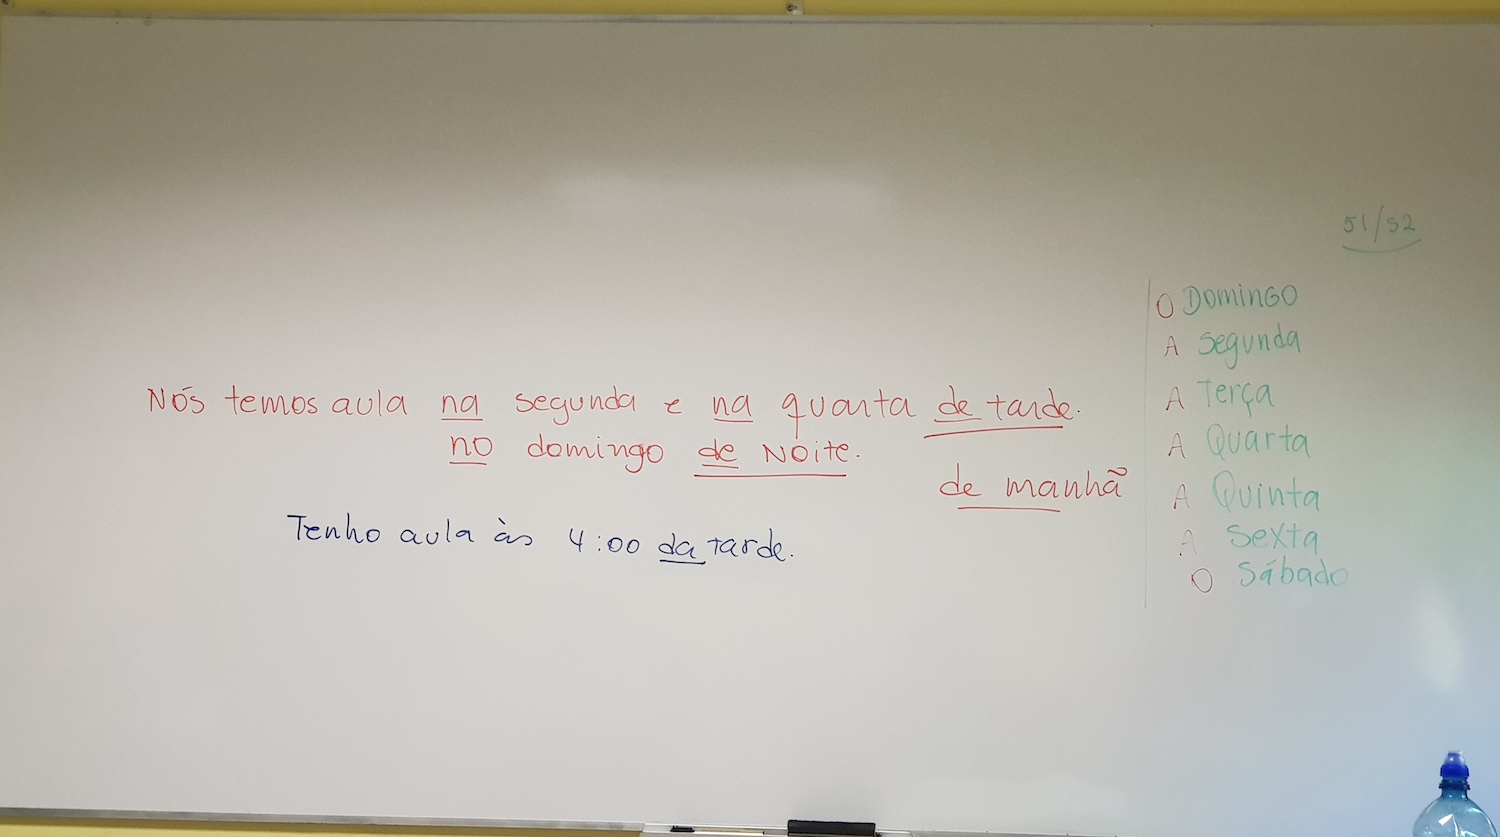 51/52
O Domingo
A Segunda
A Terça
A Quarta
A Quinta
A Sexta
O Sábado
Nós temos aula na segunda e na quarta de tarde.
no domingo de Noite.
de manhã
Tenho aula às 4:00 da tarde.